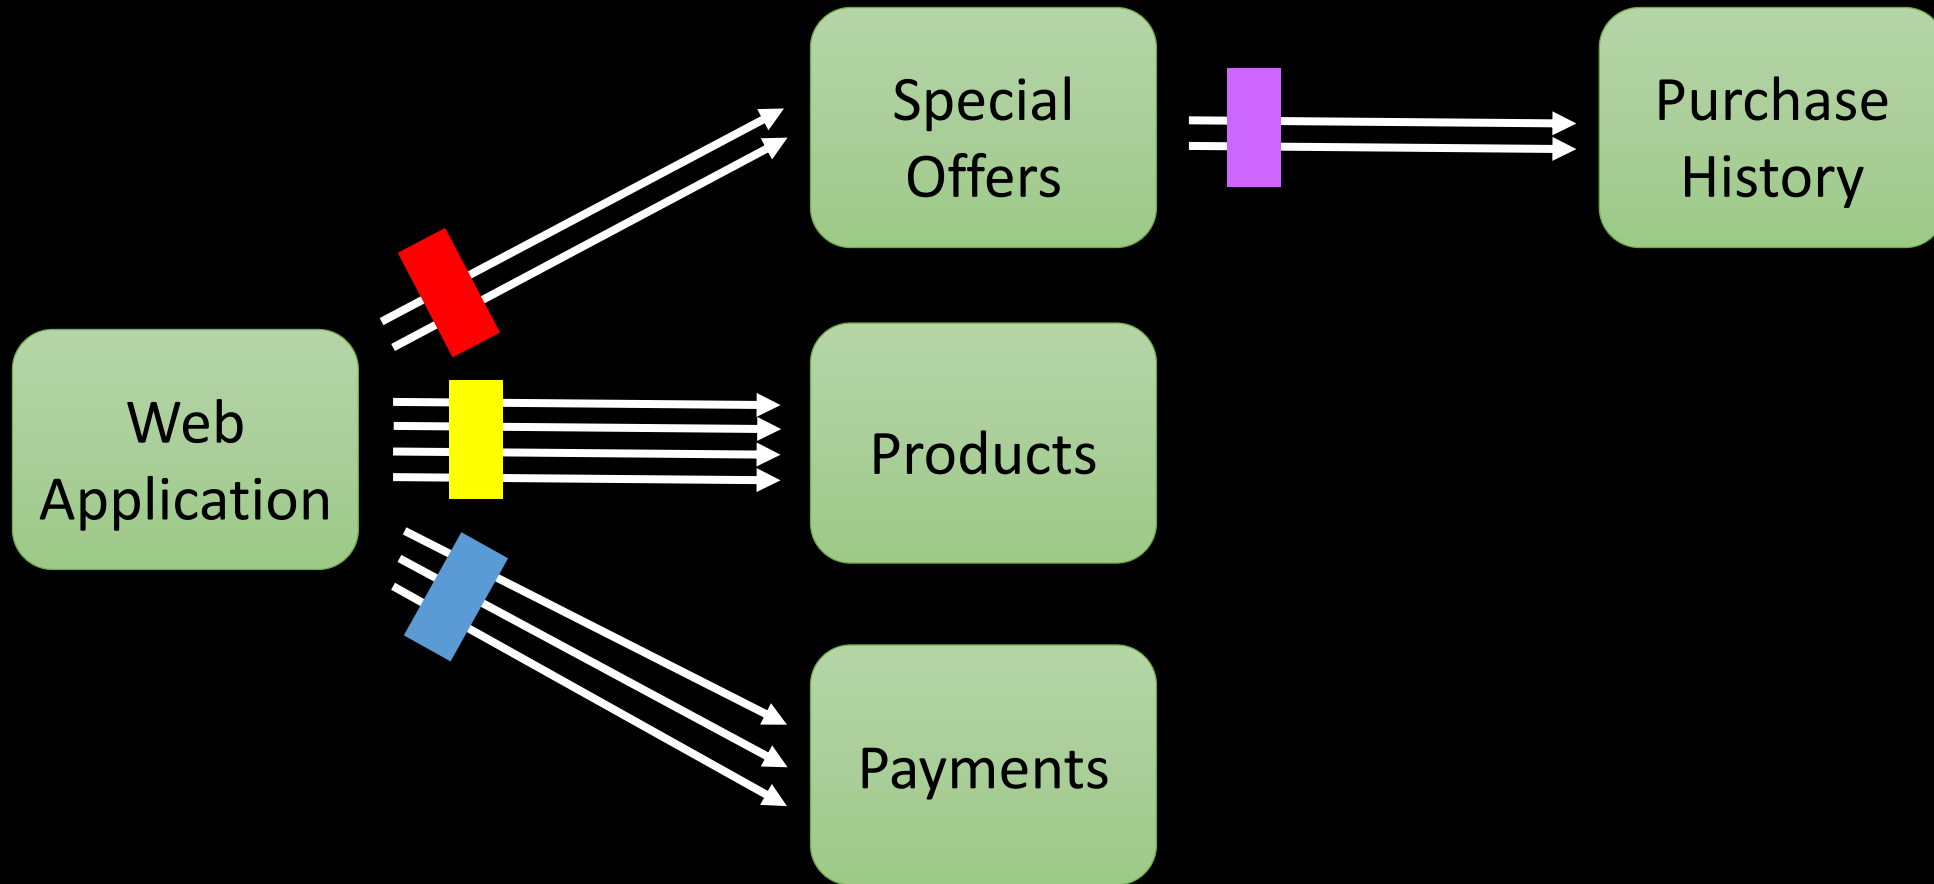 Special
Offers
Purchase
History
Web
Application
Products
Payments